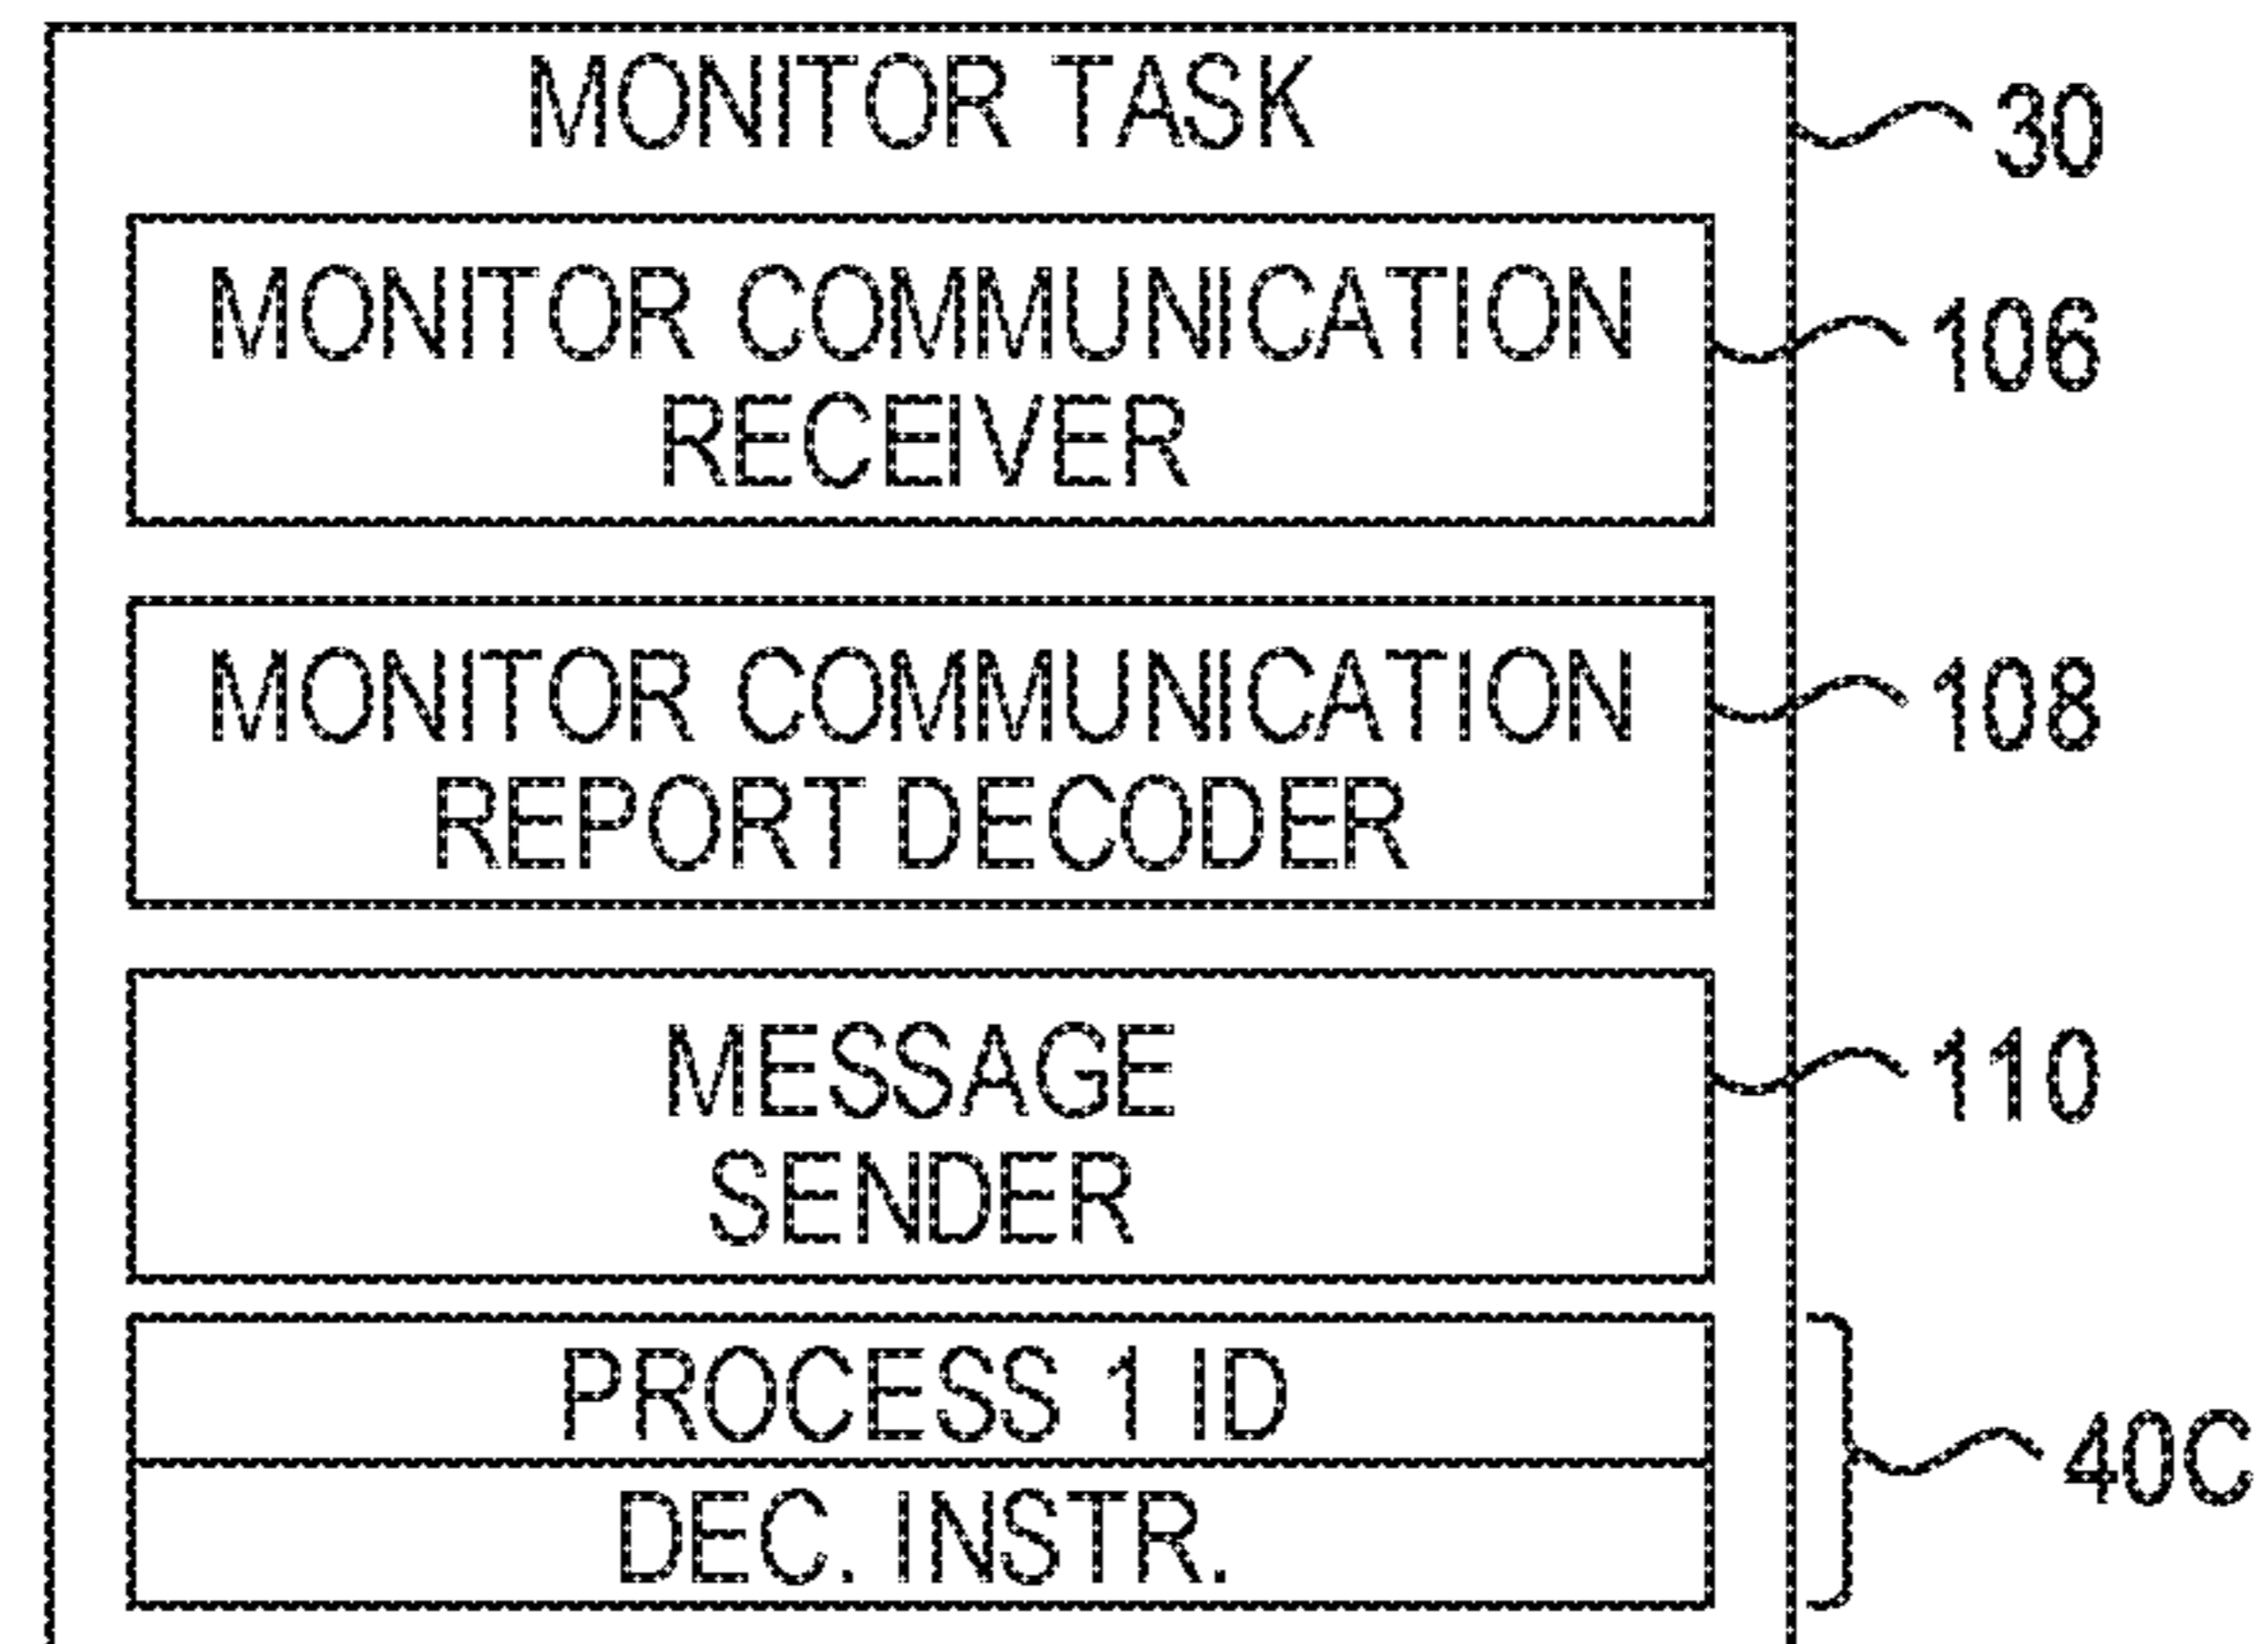 MONITOR TASK
30
MONITOR COMMUNICATION
RECEIVER
106
MONITOR COMMUNICATION
REPORT DECODER
108
MESSAGE
SENDER
110
PROCESS 1 ID
DEC. INSTR.
40C